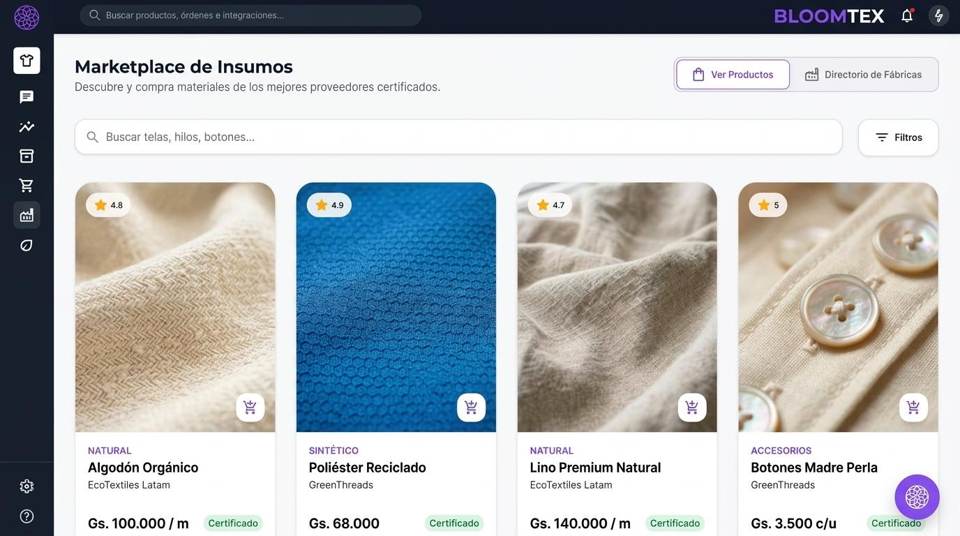 Buscar productos, órdenes e integraciones...
BLOOMTEX
Marketplace de Insumos
Descubre y compra materiales de los mejores proveedores certificados.
Ver Productos
Directorio de Fábricas
Buscar telas, hilos, botones...
Filtros
4.8
4.9
4.7
5
NATURAL
Algodón Orgánico
EcoTextiles Latam
Gs. 100.000 / m
Certificado
SINTÉTICO
Poliéster Reciclado
GreenThreads
Gs. 68.000
Certificado
NATURAL
Lino Premium Natural
EcoTextiles Latam
Gs. 140.000 / m
Certificado
ACCESORIOS
Botones Madre Perla
GreenThreads
Gs. 3.500 c/u
Certificado